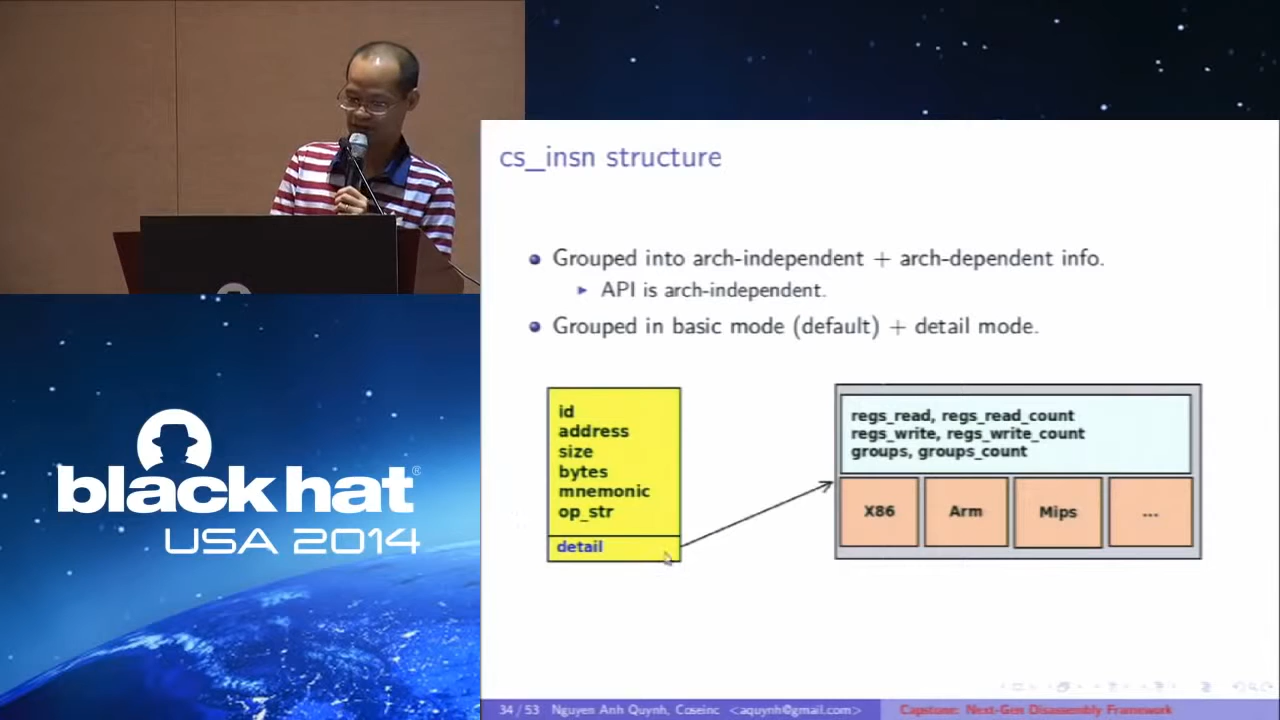 cs_insn structure
Grouped into arch-independent + arch-dependent info.
API is arch-independent.
Grouped in basic mode (default) + detail mode.
id
address
size
bytes
mnemonic
op_str
detail
regs_read, regs_read_count
regs_write, regs_write_count
groups, groups_count
X86
Arm
Mips
...
black hat®
USA 2014
34 / 53 Nguyen Anh Quynh, Coseinc <aquynh@gmail.com> Capstone: Next-Gen Disassembly Framework